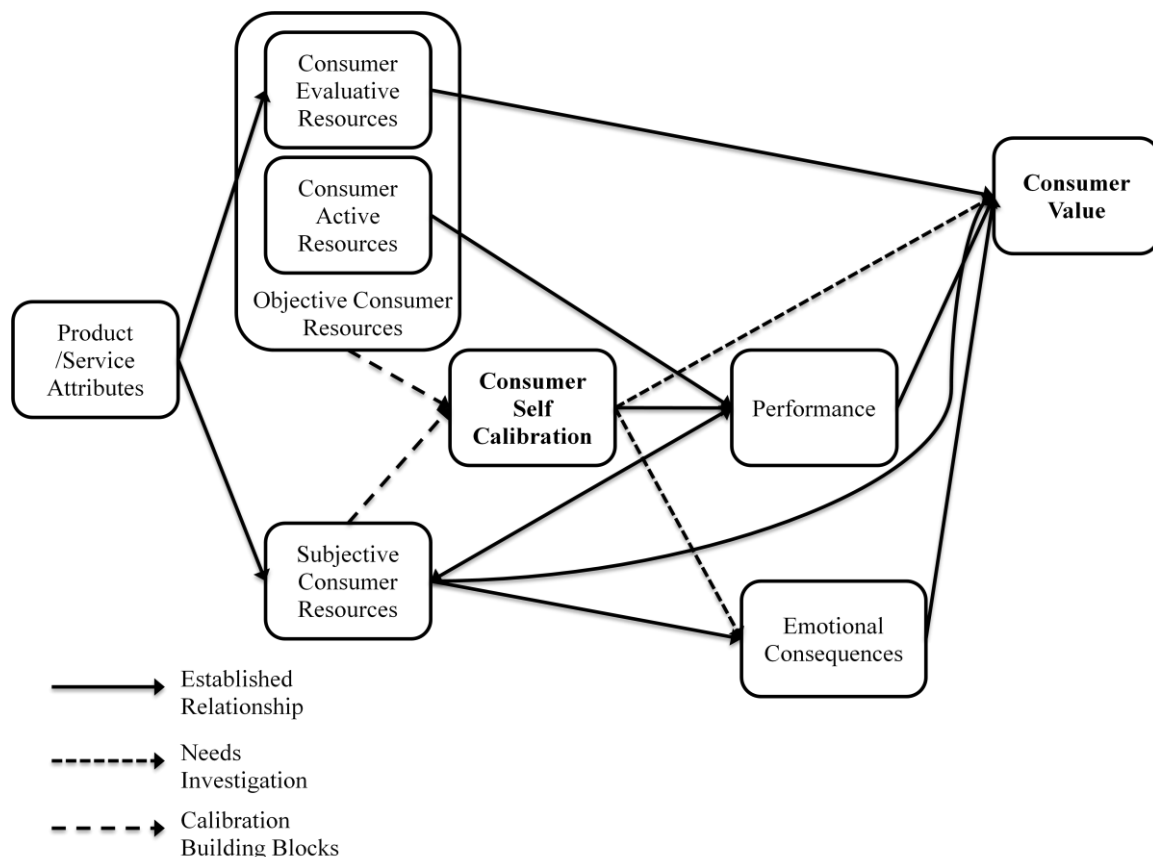 Consumer
Evaluative
Resources
Consumer
Active
Resources
Objective Consumer
Resources
Consumer
Value
Product
/Service
Attributes
Consumer
Self
Calibration
Performance
Subjective
Consumer
Resources
Emotional
Consequences
Established
Relationship
Needs
Investigation
Calibration
Building Blocks